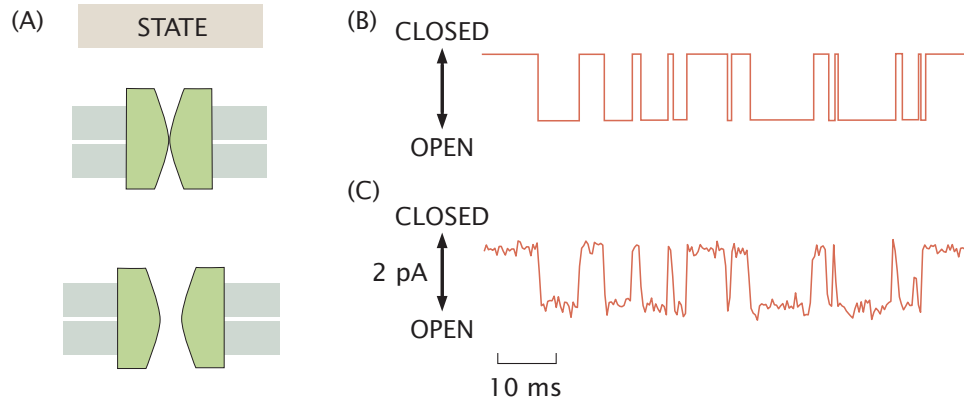 (A)
STATE
(B)
CLOSED
OPEN
(C)
CLOSED
2 pA
OPEN
10 ms